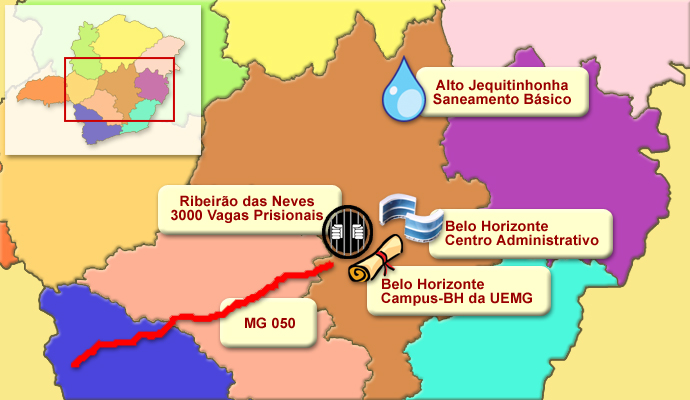 Alto Jequitinhonha
Saneamento Básico
Ribeirão das Neves
3000 Vagas Prisionais
Belo Horizonte
Centro Administrativo
Belo Horizonte
Campus-BH da UEMG
MG 050